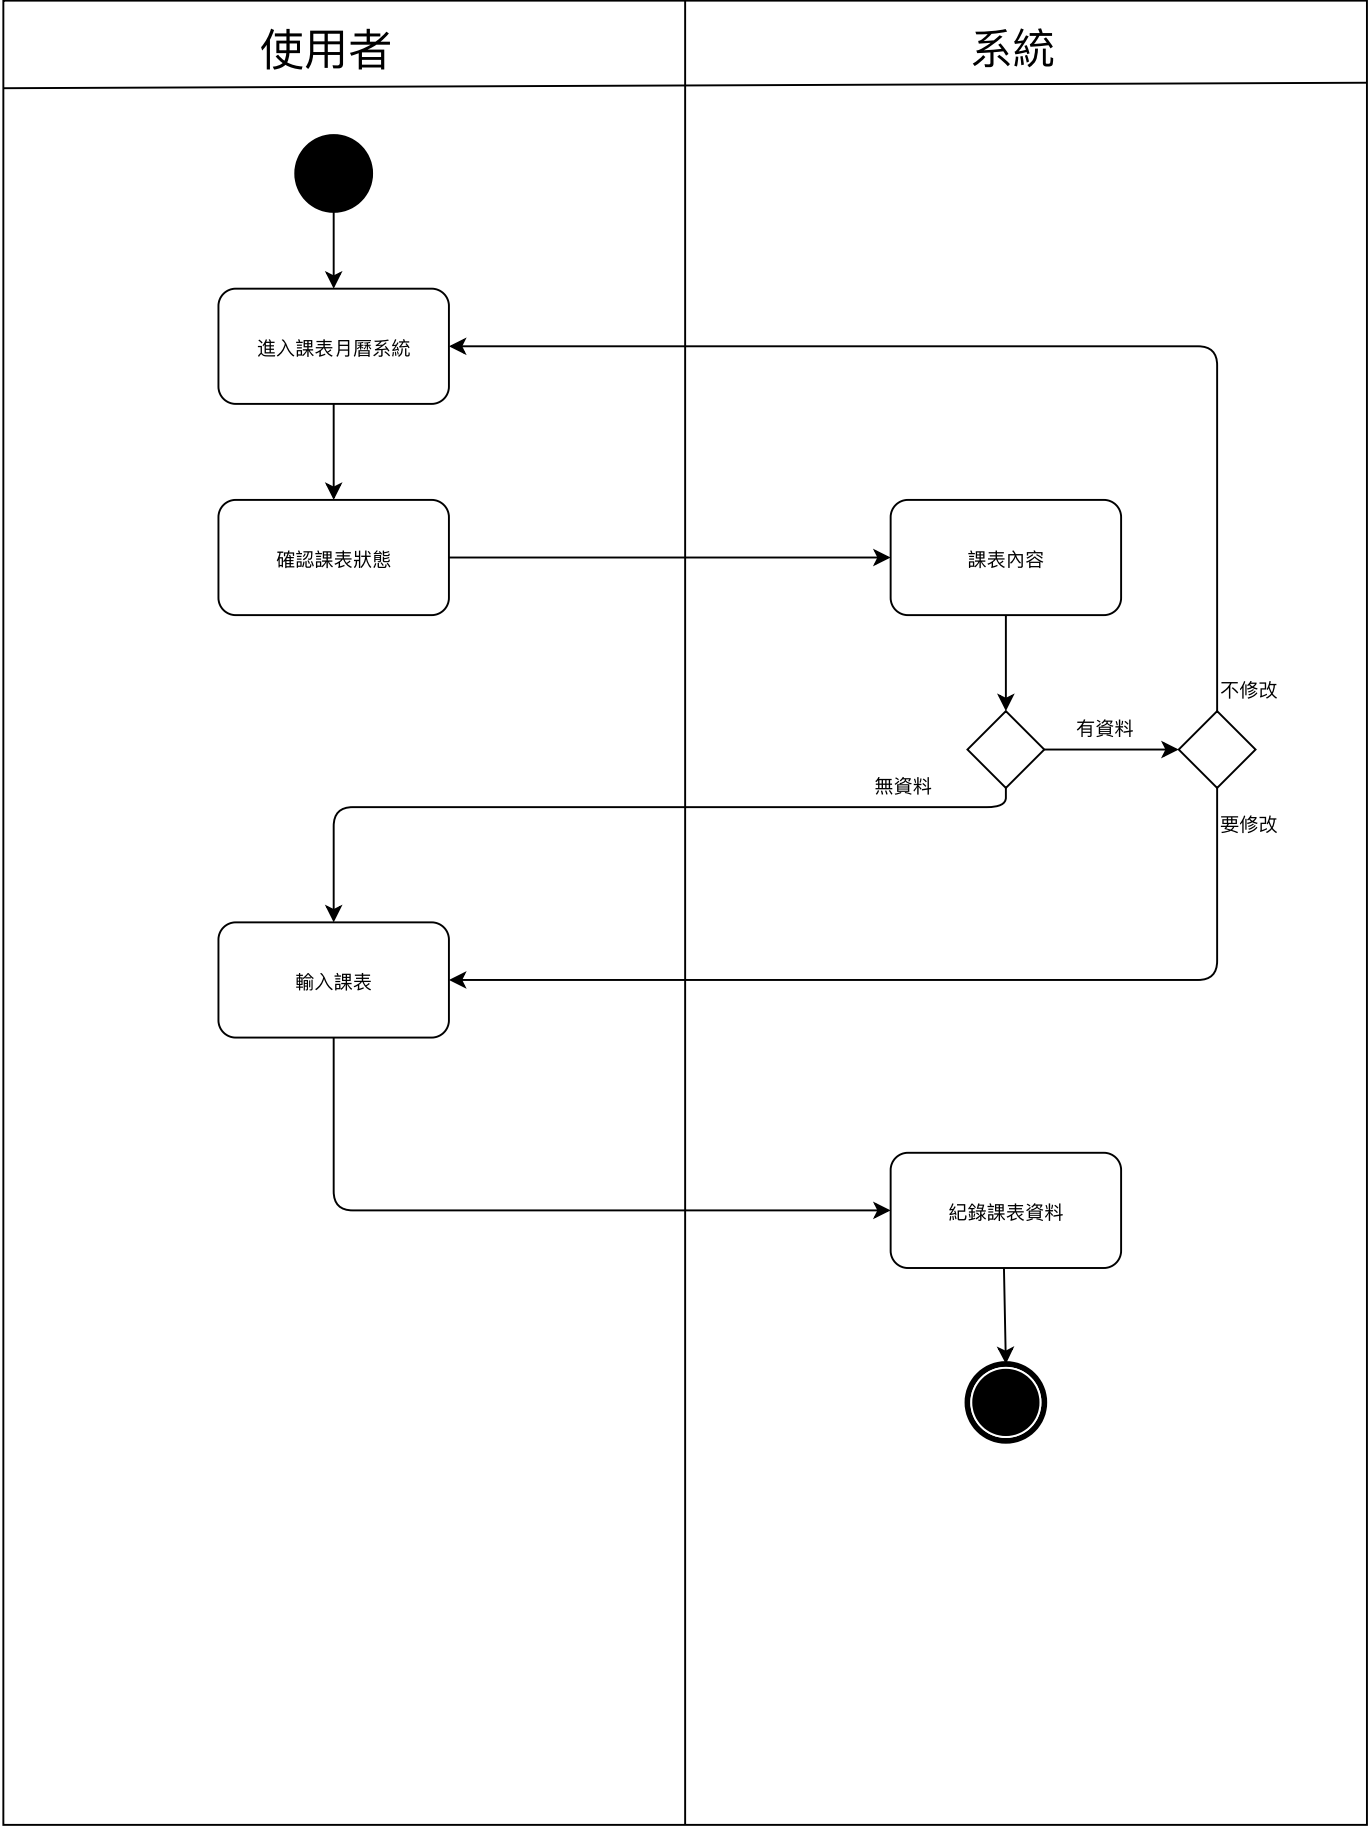 使用者
系統
進入課表月曆系統
確認課表狀態
課表內容
不修改
有資料
無資料
要修改
輸入課表
紀錄課表資料